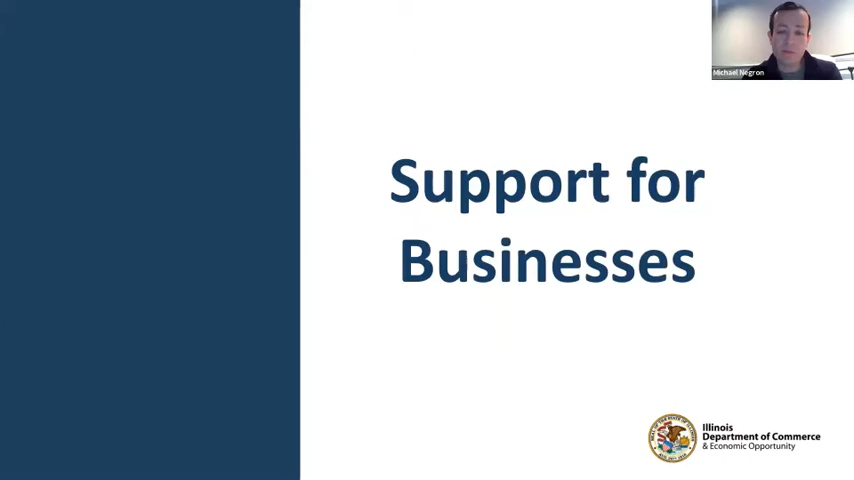 Michael Negron
Support for
Businesses
Illinois
Department of Commerce
& Economic Opportunity